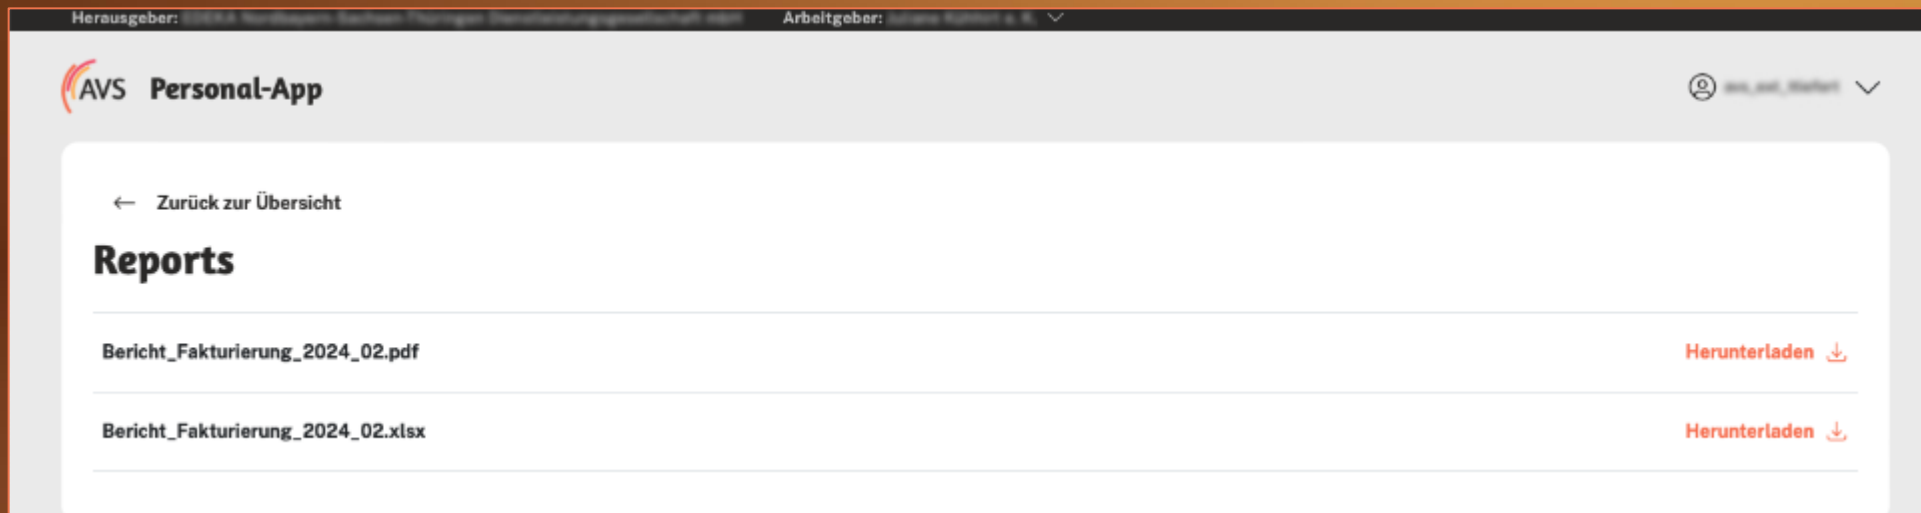 Herausgeber: Arbeitgeber:
AVS Personal-App
Zurück zur Übersicht
Reports
Bericht_Fakturierung_2024_02.pdf Herunterladen
Bericht_Fakturierung_2024_02.xlsx Herunterladen